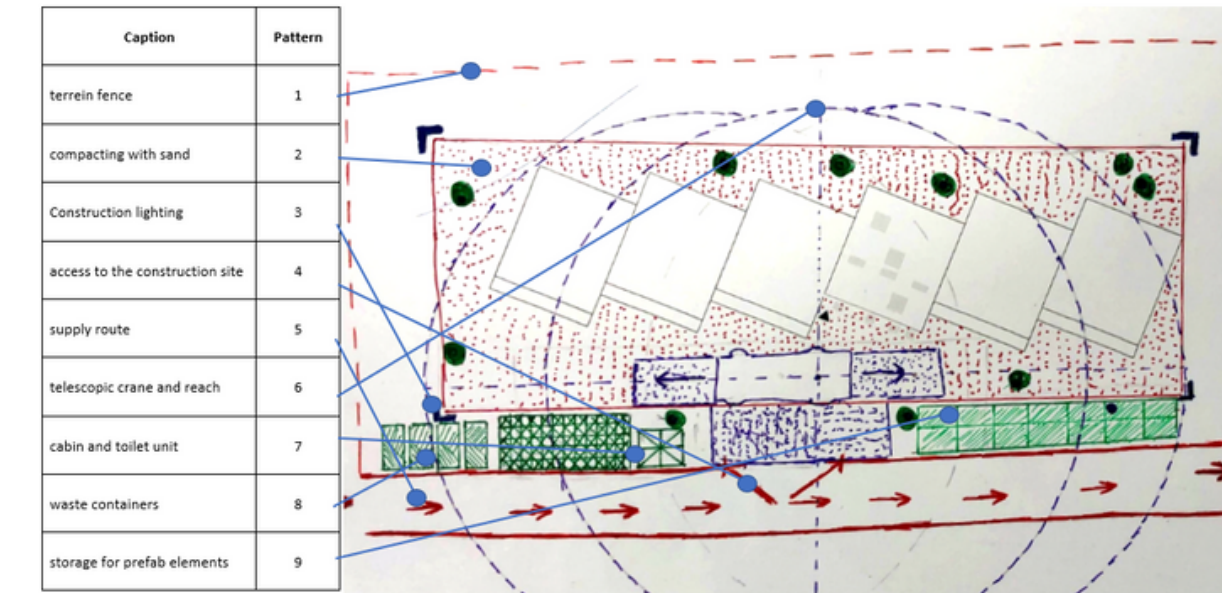 Caption Pattern
terrein fence 1
compacting with sand 2
Construction lighting 3
access to the construction site 4
supply route 5
telescopic crane and reach 6
cabin and toilet unit 7
waste containers 8
storage for prefab elements 9